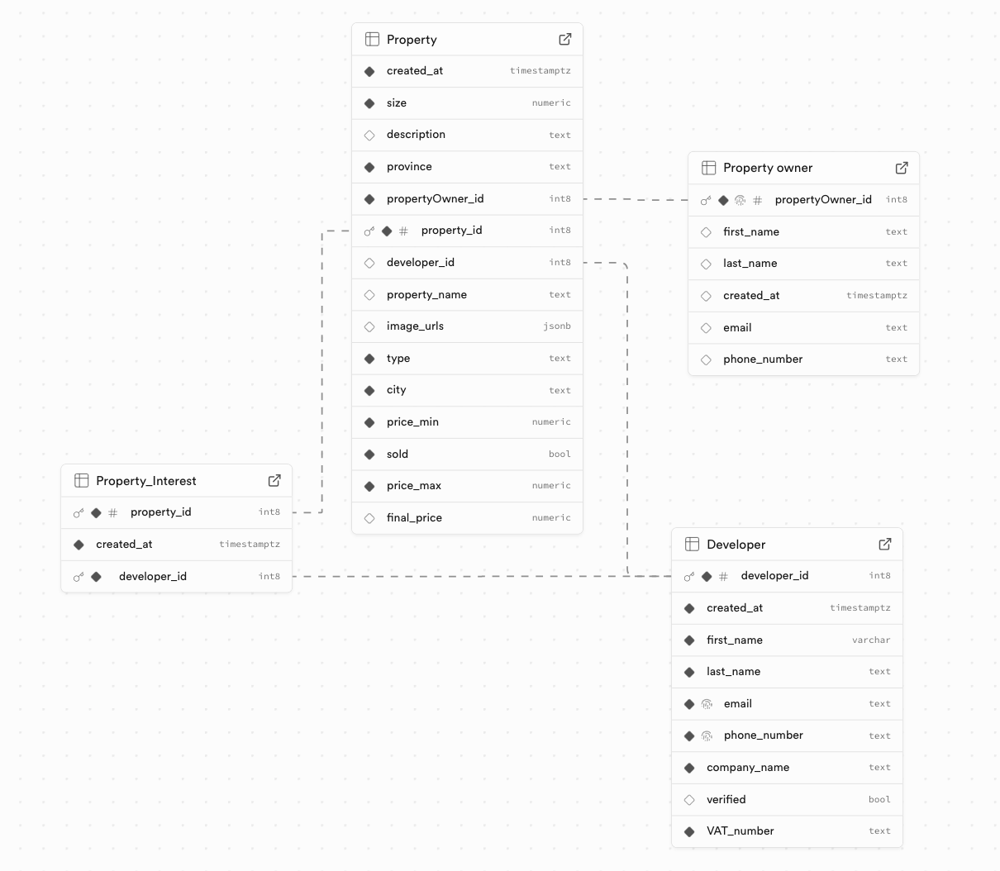 Property
created_at timestamptz
size numeric
description text
province text
propertyOwner_id int8
# property_id int8
developer_id int8
property_name text
image_urls jsonb
type text
city text
price_min numeric
sold bool
price_max numeric
final_price numeric
Property owner
# propertyOwner_id int8
first_name text
last_name text
created_at timestamptz
email text
phone_number text
Property_Interest
# property_id int8
created_at timestamptz
developer_id int8
Developer
# developer_id int8
created_at timestamptz
first_name varchar
last_name text
email text
phone_number text
company_name text
verified bool
VAT_number text